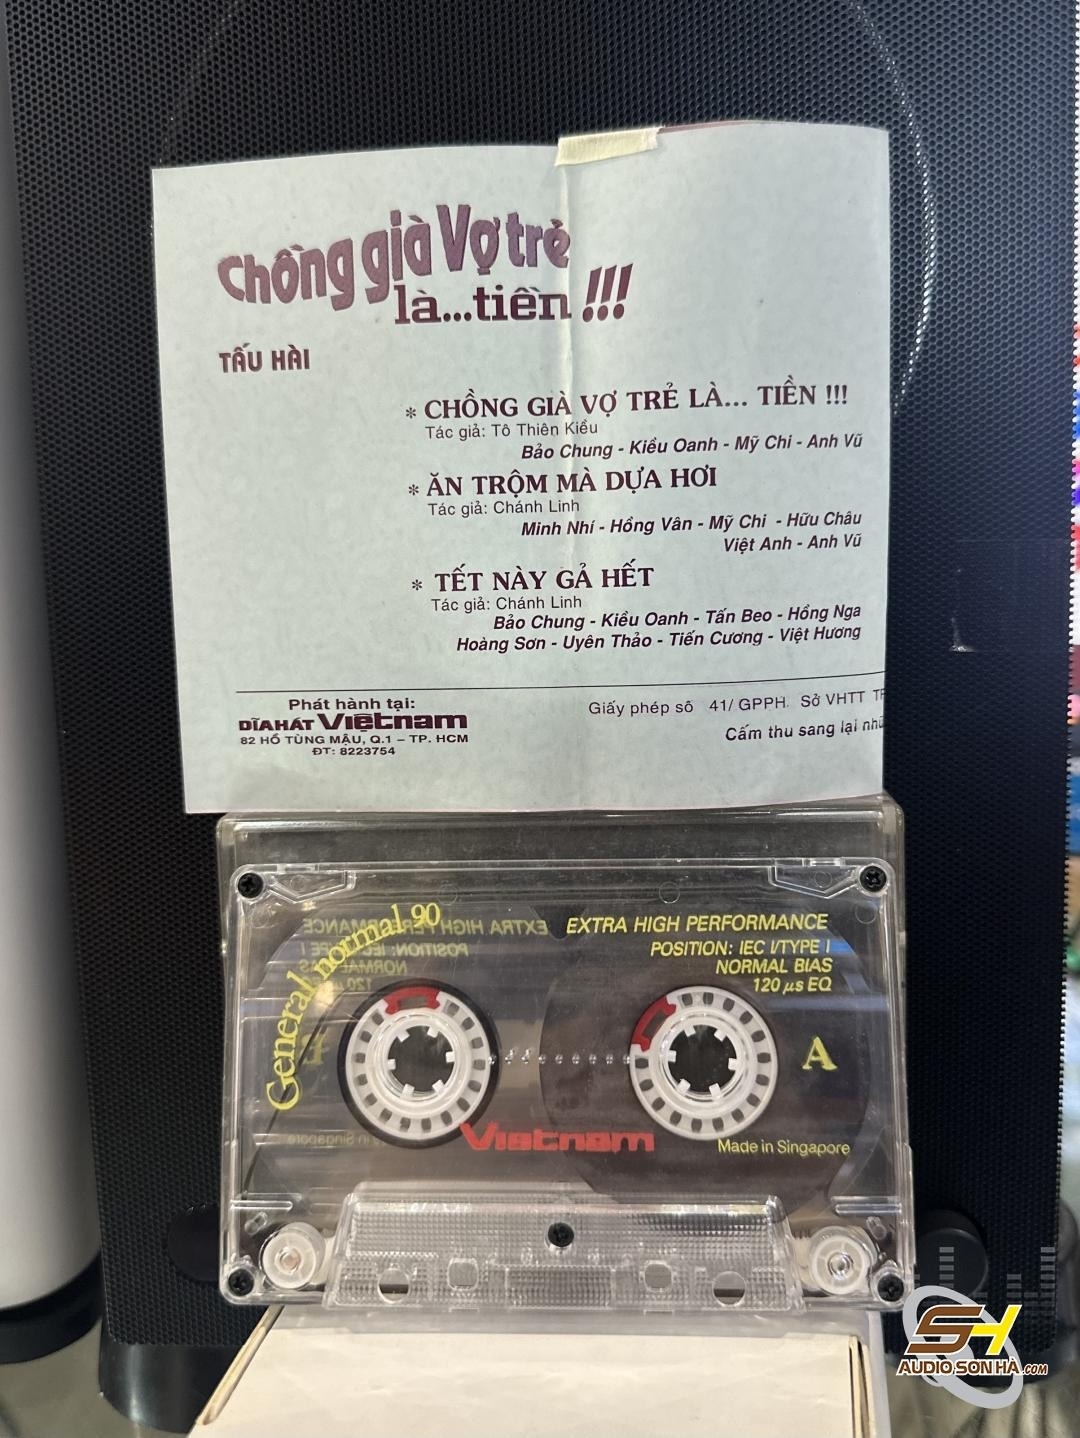 Chồng già Vợ trẻ
là...tiền !!!
TẤU HÀI
* CHỒNG GIÀ VỢ TRẺ LÀ... TIỀN !!!
Tác giả: Tô Thiên Kiều
Bảo Chung - Kiều Oanh - Mỹ Chi - Anh Vũ
* ĂN TRỘM MÀ DỰA HƠI
Tác giả: Chánh Linh
Minh Nhí - Hồng Vân - Mỹ Chi - Hữu Châu
Việt Anh - Anh Vũ
* TẾT NÀY GẢ HẾT
Tác giả: Chánh Linh
Bảo Chung - Kiều Oanh - Tấn Beo - Hồng Nga
Hoàng Sơn - Uyên Thảo - Tiến Cương - Việt Hương
Phát hành tại:
DĨA HÁT Việtnam
82 HỒ TÙNG MẬU, Q.1 – TP. HCM
ĐT: 8223754
Giấy phép số 41/ GPPH. Sở VHTT
Cấm thu sang lại
General normal 90
EXTRA HIGH PERFORMANCE
POSITION: IEC I/TYPE I
NORMAL BIAS
120 µs EQ
A
Vietnam
Made in Singapore
SH
AUDIO SƠN HÀ.COM